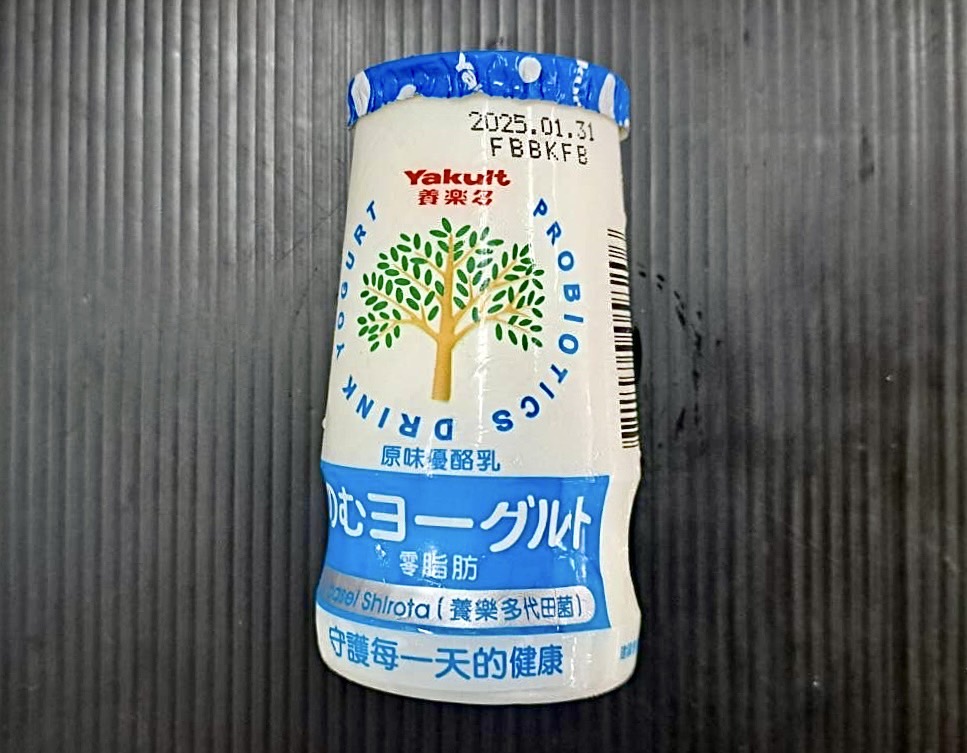 2025.01.31
FBBKFB
Yakult
養楽多
PROBIOTICS DRINK YOGURT
原味優酪乳
のむヨーグルト
零脂肪
casei Shirota (養樂多代田菌)
守護每一天的健康